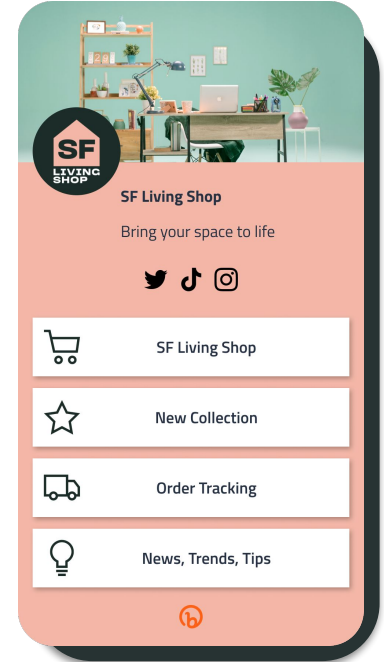 SF
LIVING
SHOP
SF Living Shop
Bring your space to life
SF Living Shop
New Collection
Order Tracking
News, Trends, Tips